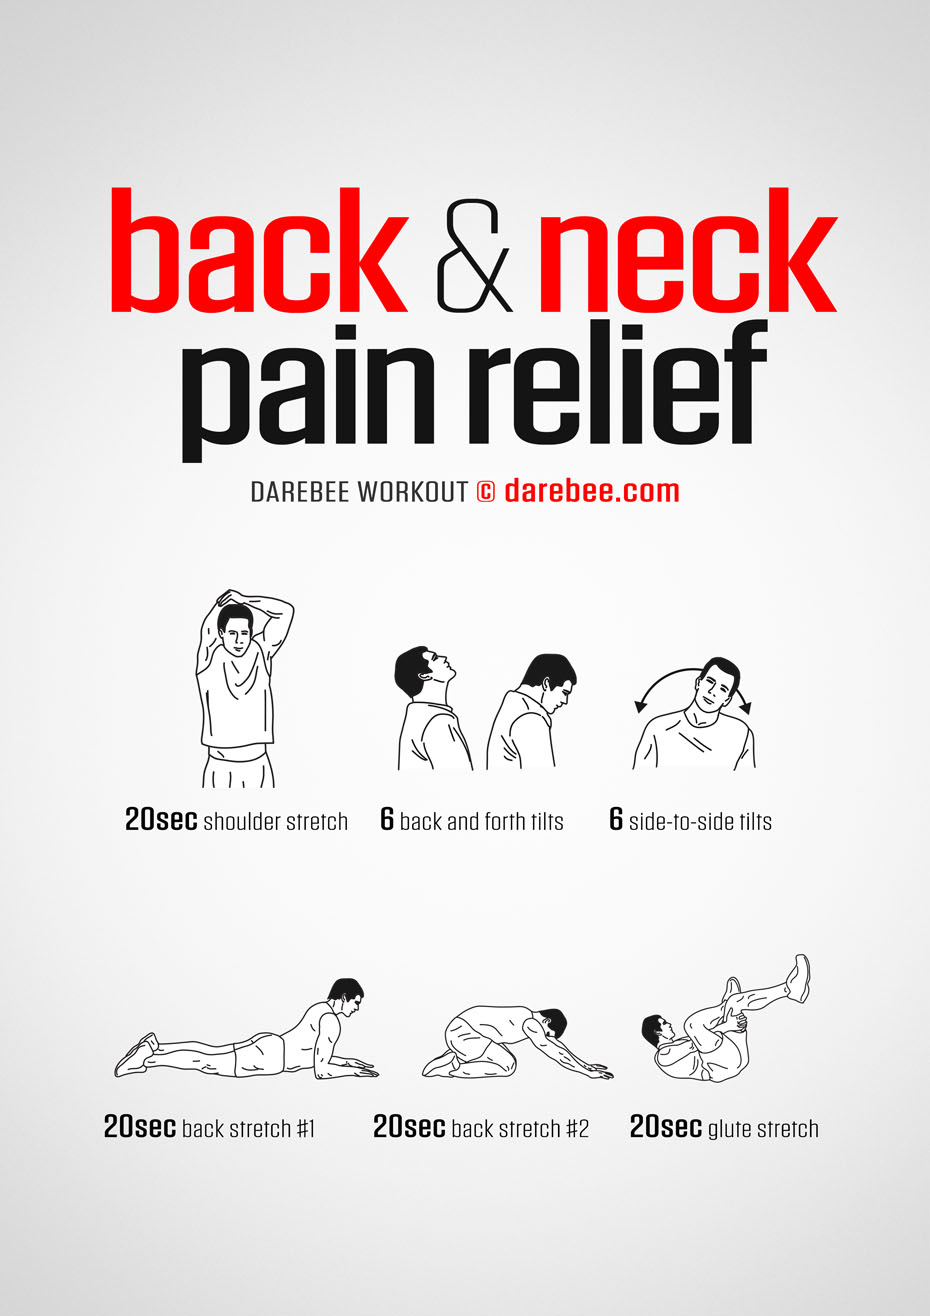 back & neck
pain relief
DAREBEE WORKOUT © darebee.com
20sec shoulder stretch
6 back and forth tilts
6 side-to-side tilts
20sec back stretch #1
20sec back stretch #2
20sec glute stretch